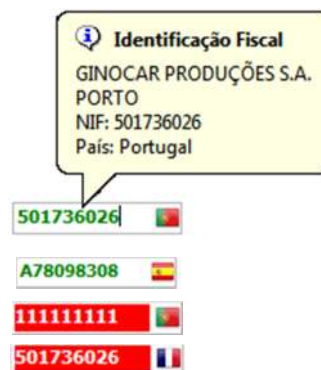 Identificação Fiscal
GINOCAR PRODUÇÕES S.A.
PORTO
NIF: 501736026
País: Portugal
501736026
A78098308
111111111
501736026